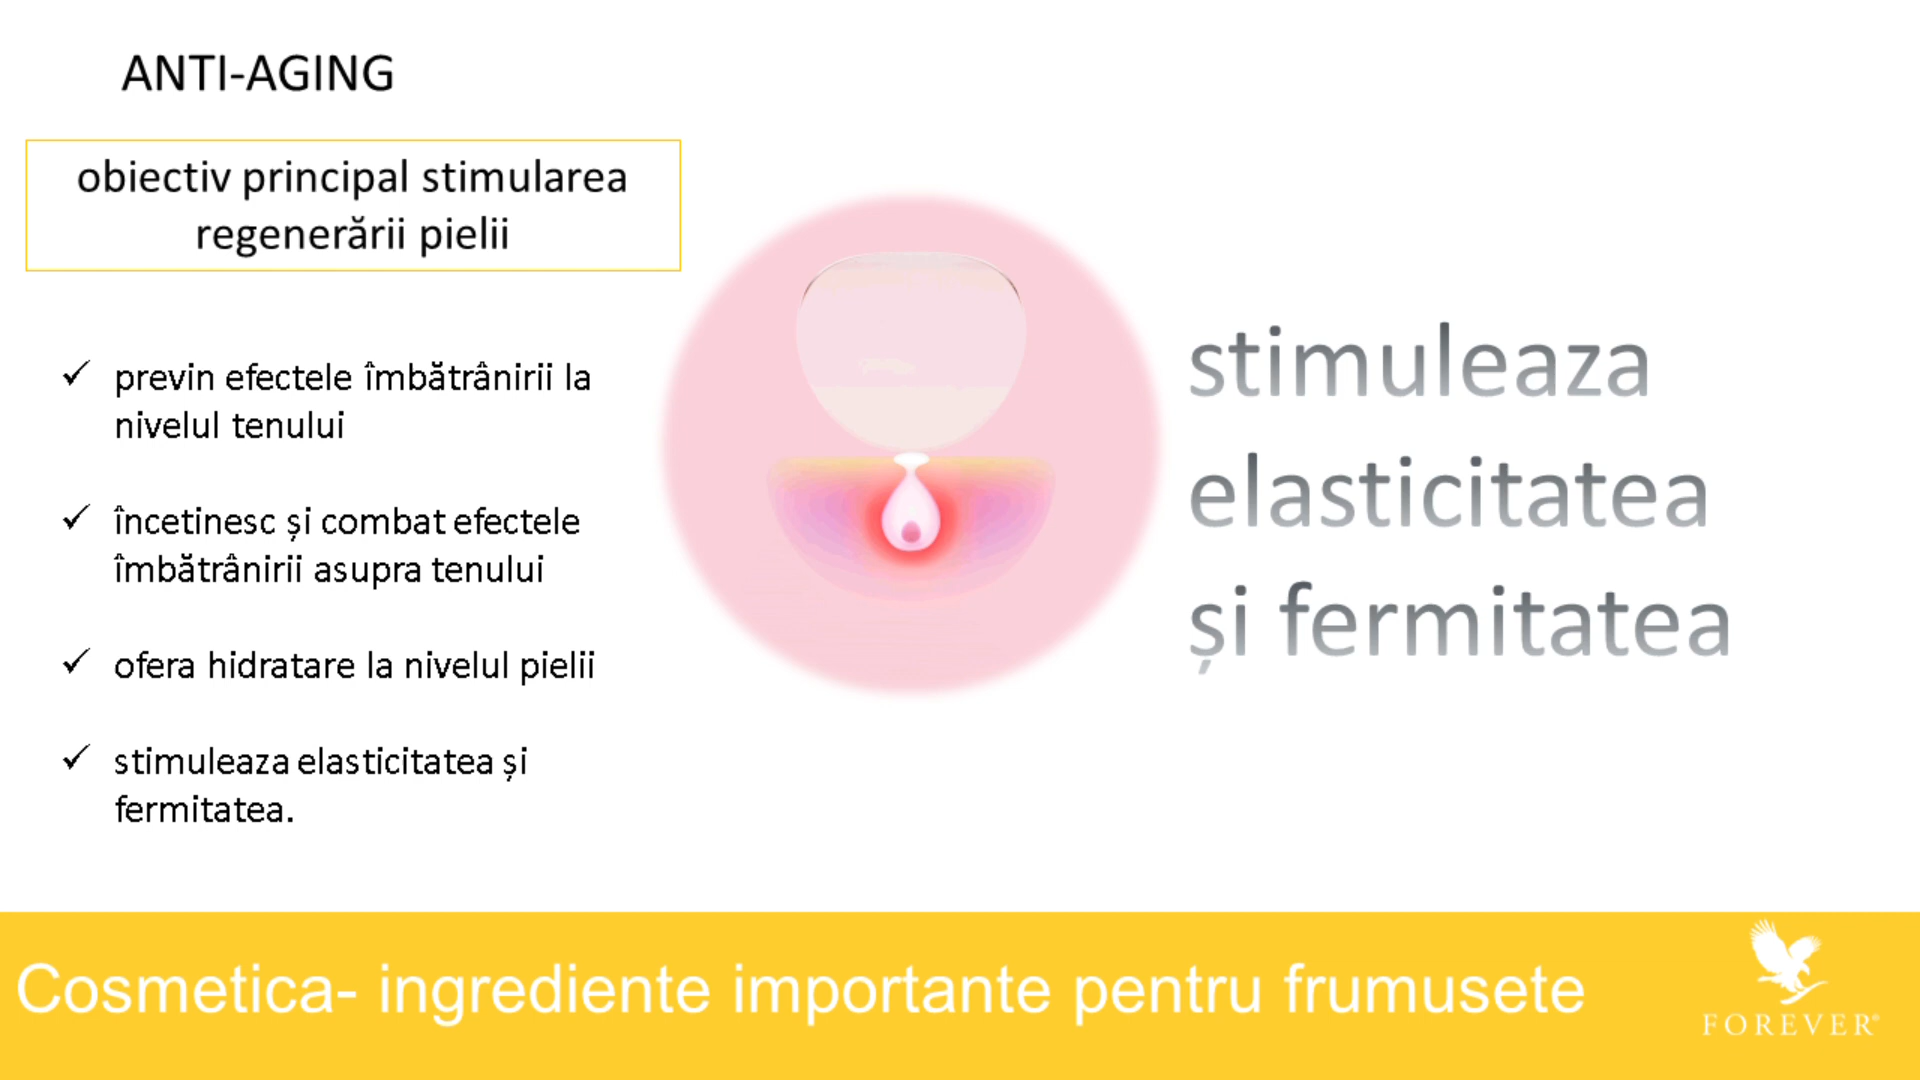 ANTI-AGING
obiectiv principal stimularea
regenerării pielii
✓ previn efectele îmbătrânirii la
nivelul tenului
✓ încetinesc și combat efectele
îmbătrânirii asupra tenului
✓ ofera hidratare la nivelul pielii
✓ stimuleaza elasticitatea și
fermitatea.
stimuleaza
elasticitatea
și fermitatea
Cosmetica- ingrediente importante pentru frumusete
FOREVER®